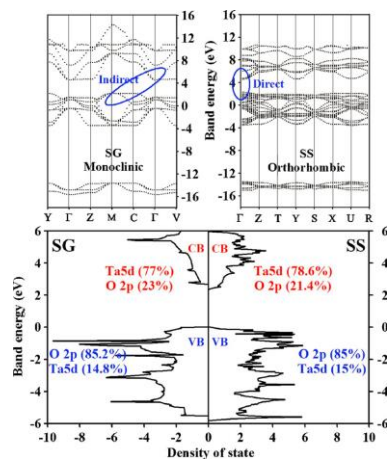 16
12
8
4
0
-4
-8
-12
-16
Band energy (eV)
16
12
8
4
0
-4
-8
-12
-16
Indirect
Direct
SG
Monoclinic
SS
Orthorhombic
Y Γ Z M C Γ V
Γ Z T Y S X U R
SG
SS
CB
CB
Ta5d (77%)
O 2p (23%)
Ta5d (78.6%)
O 2p (21.4%)
VB
VB
O 2p (85.2%)
Ta5d (14.8%)
O 2p (85%)
Ta5d (15%)
Band energy (eV)
6
4
2
0
-2
-4
-6
6
4
2
0
-2
-4
-6
-10 -8 -6 -4 -2 0 2 4 6 8 10
Density of state